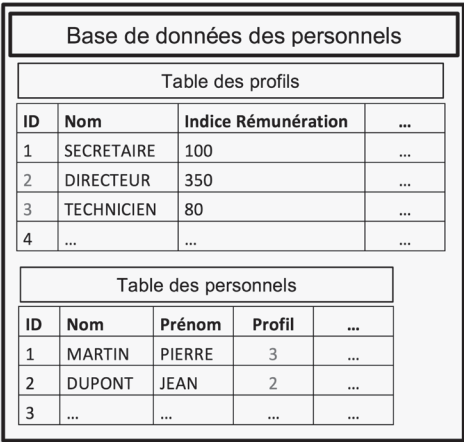 Base de données des personnels
Table des profils
ID Nom Indice Rémunération ...
1 SECRETAIRE 100 ...
2 DIRECTEUR 350 ...
3 TECHNICIEN 80 ...
4 ... ... ...
Table des personnels
ID Nom Prénom Profil ...
1 MARTIN PIERRE 3 ...
2 DUPONT JEAN 2 ...
3 ... ... ... ...